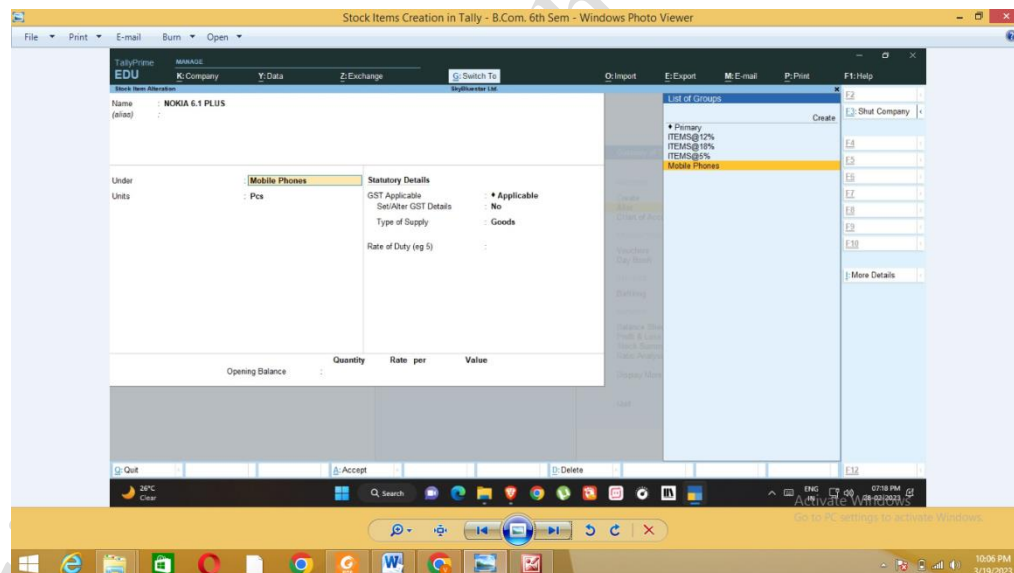 Stock Items Creation in Tally - B.Com. 6th Sem - Windows Photo Viewer
File Print E-mail Burn Open
TallyPrime MANAGE
EDU K:Company Y:Data Z:Exchange G: Switch To O:Import E:Export M:E-mail P:Print F1:Help
Stock Item Alteration
Name : NOKIA 6.1 PLUS
(alias) :
List of Groups
Create
♦ Primary
ITEMS@12%
ITEMS@18%
ITEMS@5%
Mobile Phones
F2
F3: Shut Company
F4
F5
F6
F7
F8
F9
F10
I: More Details
Under : Mobile Phones
Units : Pcs
Statutory Details
GST Applicable : ♦ Applicable
Set/Alter GST Details : No
Type of Supply : Goods
Rate of Duty (eg 5) :
Quantity Rate per Value
Opening Balance :
Q: Quit A: Accept D: Delete F12
26°C
Clear
Search
ENG
IN
07:18 PM
Activate Windows
Go to PC settings to activate Windows.
10:06 PM
3/19/2023